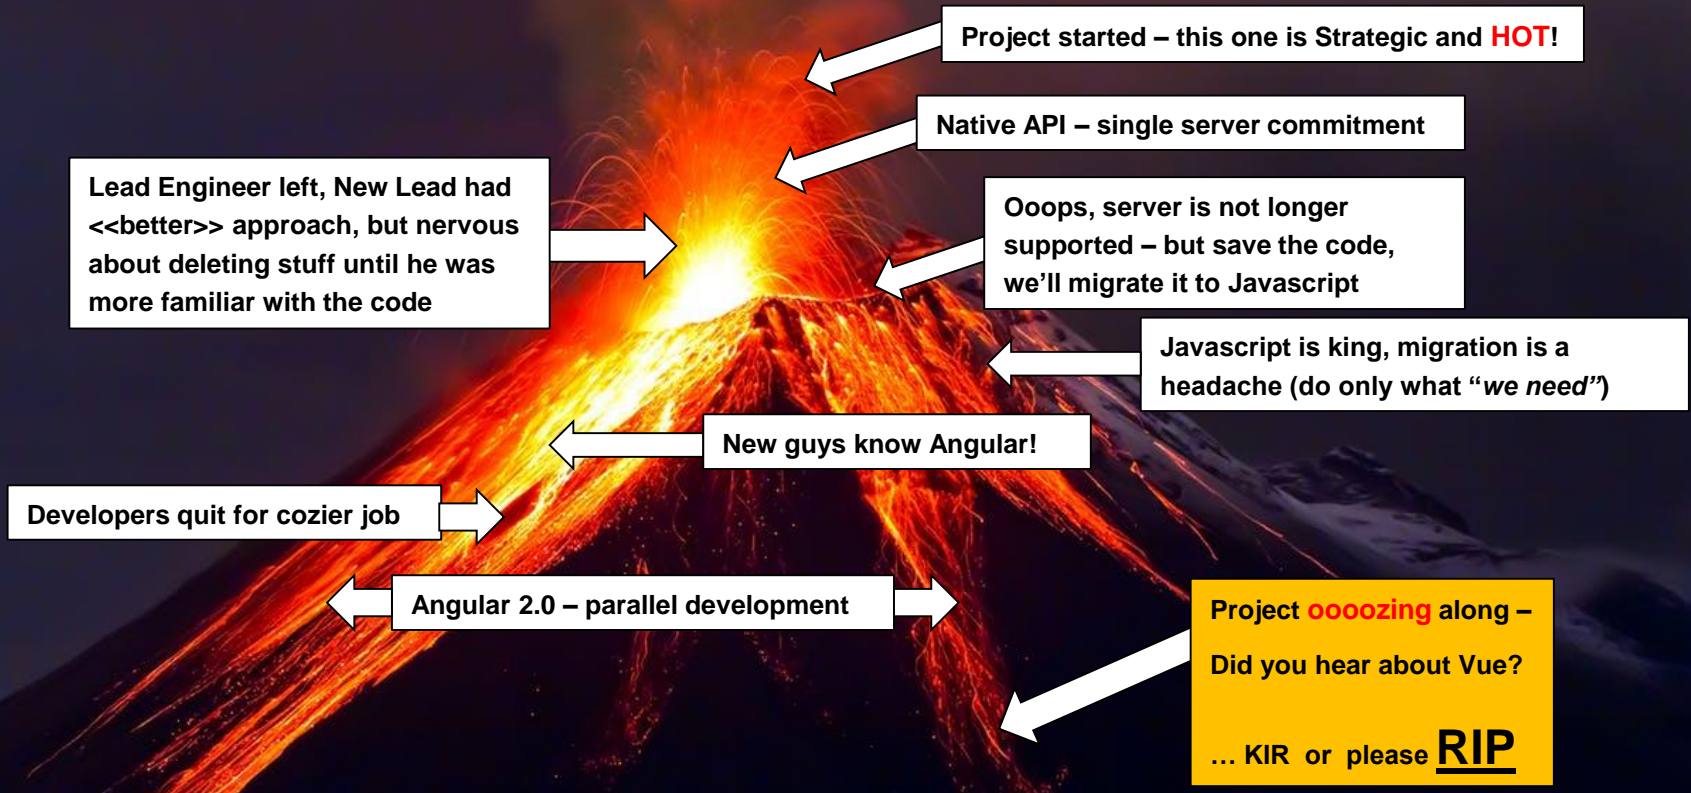 Project started – this one is Strategic and HOT!
Native API – single server commitment
Lead Engineer left, New Lead had
<<better>> approach, but nervous
about deleting stuff until he was
more familiar with the code
Ooops, server is not longer
supported – but save the code,
we’ll migrate it to Javascript
Javascript is king, migration is a
headache (do only what “we need”)
New guys know Angular!
Developers quit for cozier job
Angular 2.0 – parallel development
Project oooozing along –
Did you hear about Vue?
… KIR or please RIP